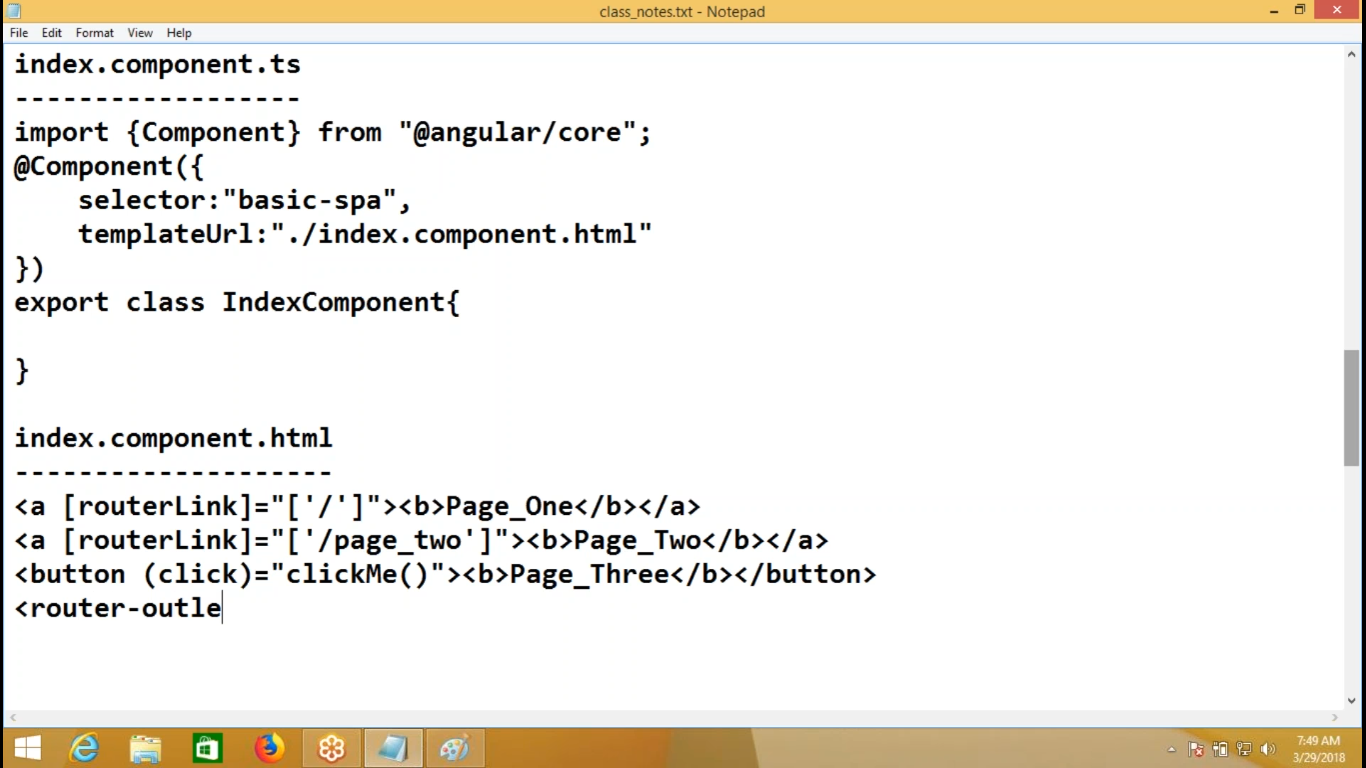 class_notes.txt - Notepad
File Edit Format View Help
index.component.ts
------------------
import {Component} from "@angular/core";
@Component({
    selector:"basic-spa",
    templateUrl:"./index.component.html"
})
export class IndexComponent{
}
index.component.html
--------------------
<a [routerLink]="['/']"><b>Page_One</b></a>
<a [routerLink]="['/page_two']"><b>Page_Two</b></a>
<button (click)="clickMe()"><b>Page_Three</b></button>
<router-outle
7:49 AM
3/29/2018